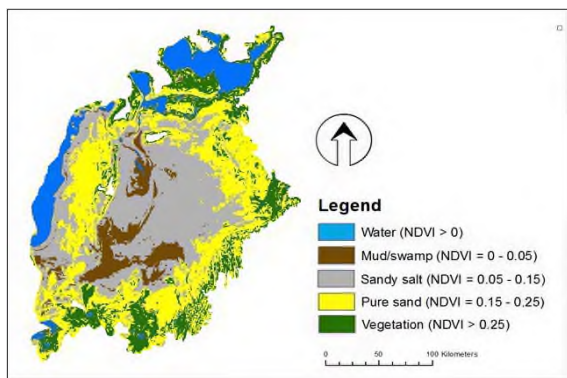 Legend
Water (NDVI > 0)
Mud/swamp (NDVI = 0 - 0.05)
Sandy salt (NDVI = 0.05 - 0.15)
Pure sand (NDVI = 0.15 - 0.25)
Vegetation (NDVI > 0.25)
0 50 100 Kilometers